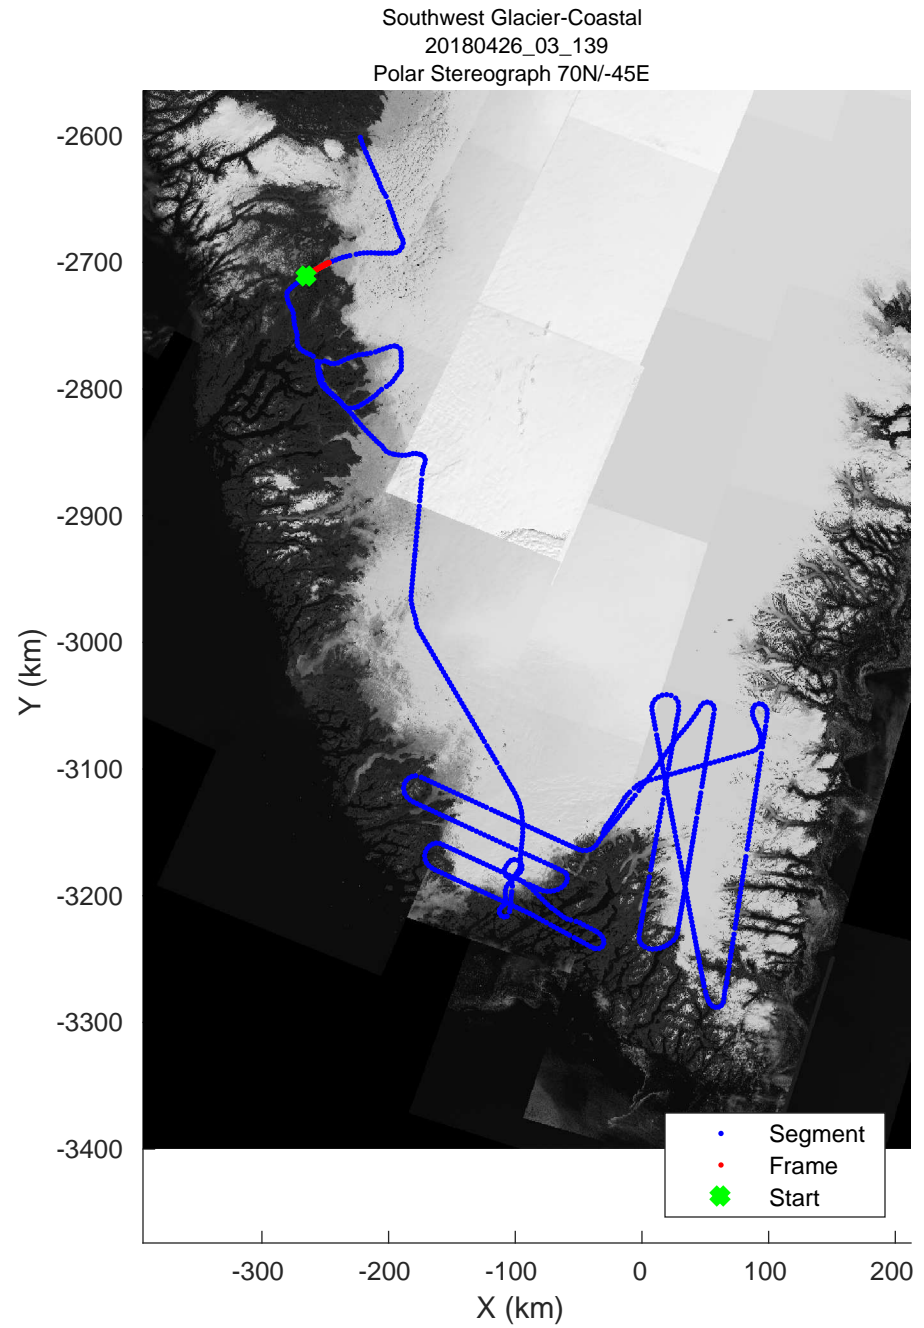 Southwest Glacier-Coastal
20180426_03_139
Polar Stereograph 70N/-45E
-2600
-2700
-2800
-2900
-3000
-3100
-3200
-3300
-3400
Y (km)
Segment
Frame
Start
-300
-200
-100
0
100
200
X (km)